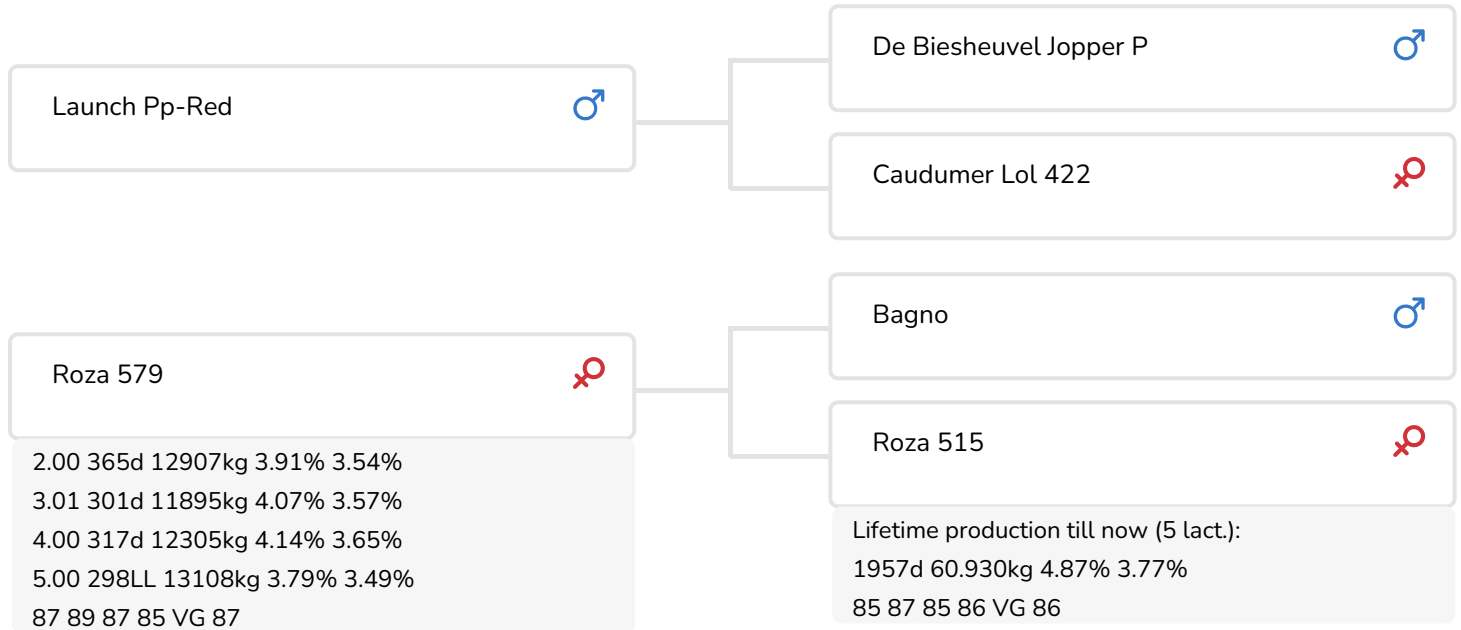 Launch Pp-Red
De Biesheuvel Jopper P
Caudumer Lol 422
Roza 579
2.00 365d 12907kg 3.91% 3.54%
3.01 301d 11895kg 4.07% 3.57%
4.00 317d 12305kg 4.14% 3.65%
5.00 298LL 13108kg 3.79% 3.49%
87 89 87 85 VG 87
Bagno
Roza 515
Lifetime production till now (5 lact.):
1957d 60.930kg 4.87% 3.77%
85 87 85 86 VG 86